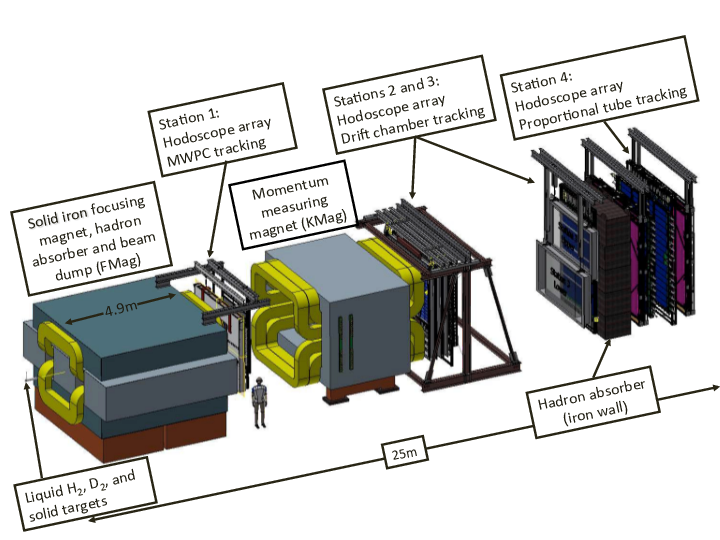 Station 4:
Hodoscope array
Proportional tube tracking
Stations 2 and 3:
Hodoscope array
Drift chamber tracking
Station 1:
Hodoscope array
MWPC tracking
Momentum
measuring
magnet (KMag)
Solid iron focusing
magnet, hadron
absorber and beam
dump (FMag)
4.9m
Hadron absorber
(iron wall)
25m
Liquid H2, D2, and
solid targets